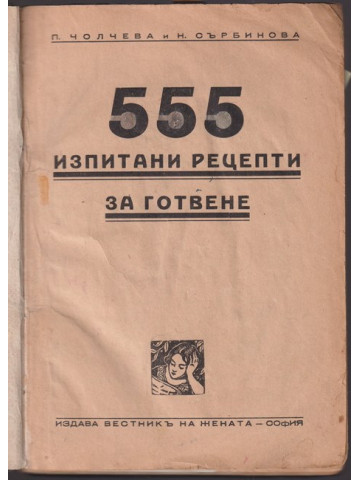 П. ЧОЛЧЕВА и Н. СЪРБИНОВА
555
ИЗПИТАНИ РЕЦЕПТИ
ЗА ГОТВЕНЕ
ИЗДАВА ВЕСТНИКЪ НА ЖЕНАТА — СОФИЯ